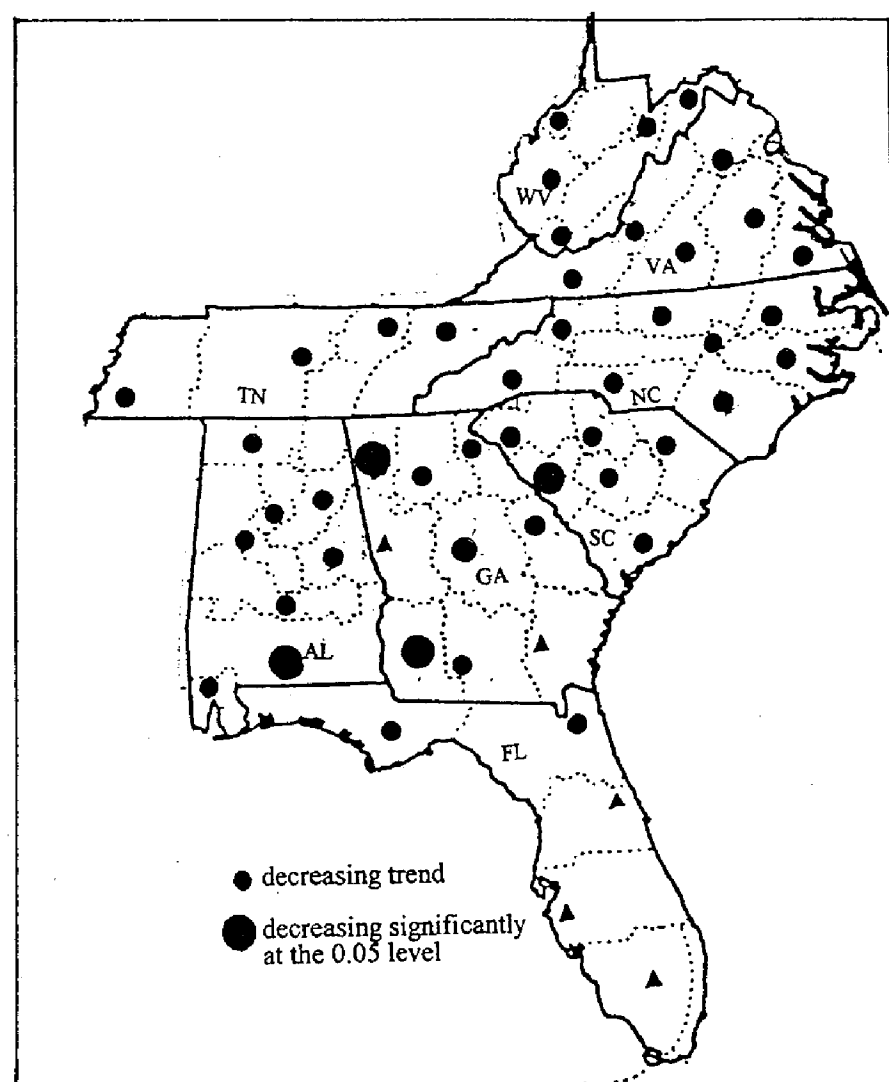 WV
VA
TN
NC
SC
GA
AL
FL
decreasing trend
decreasing significantly
at the 0.05 level